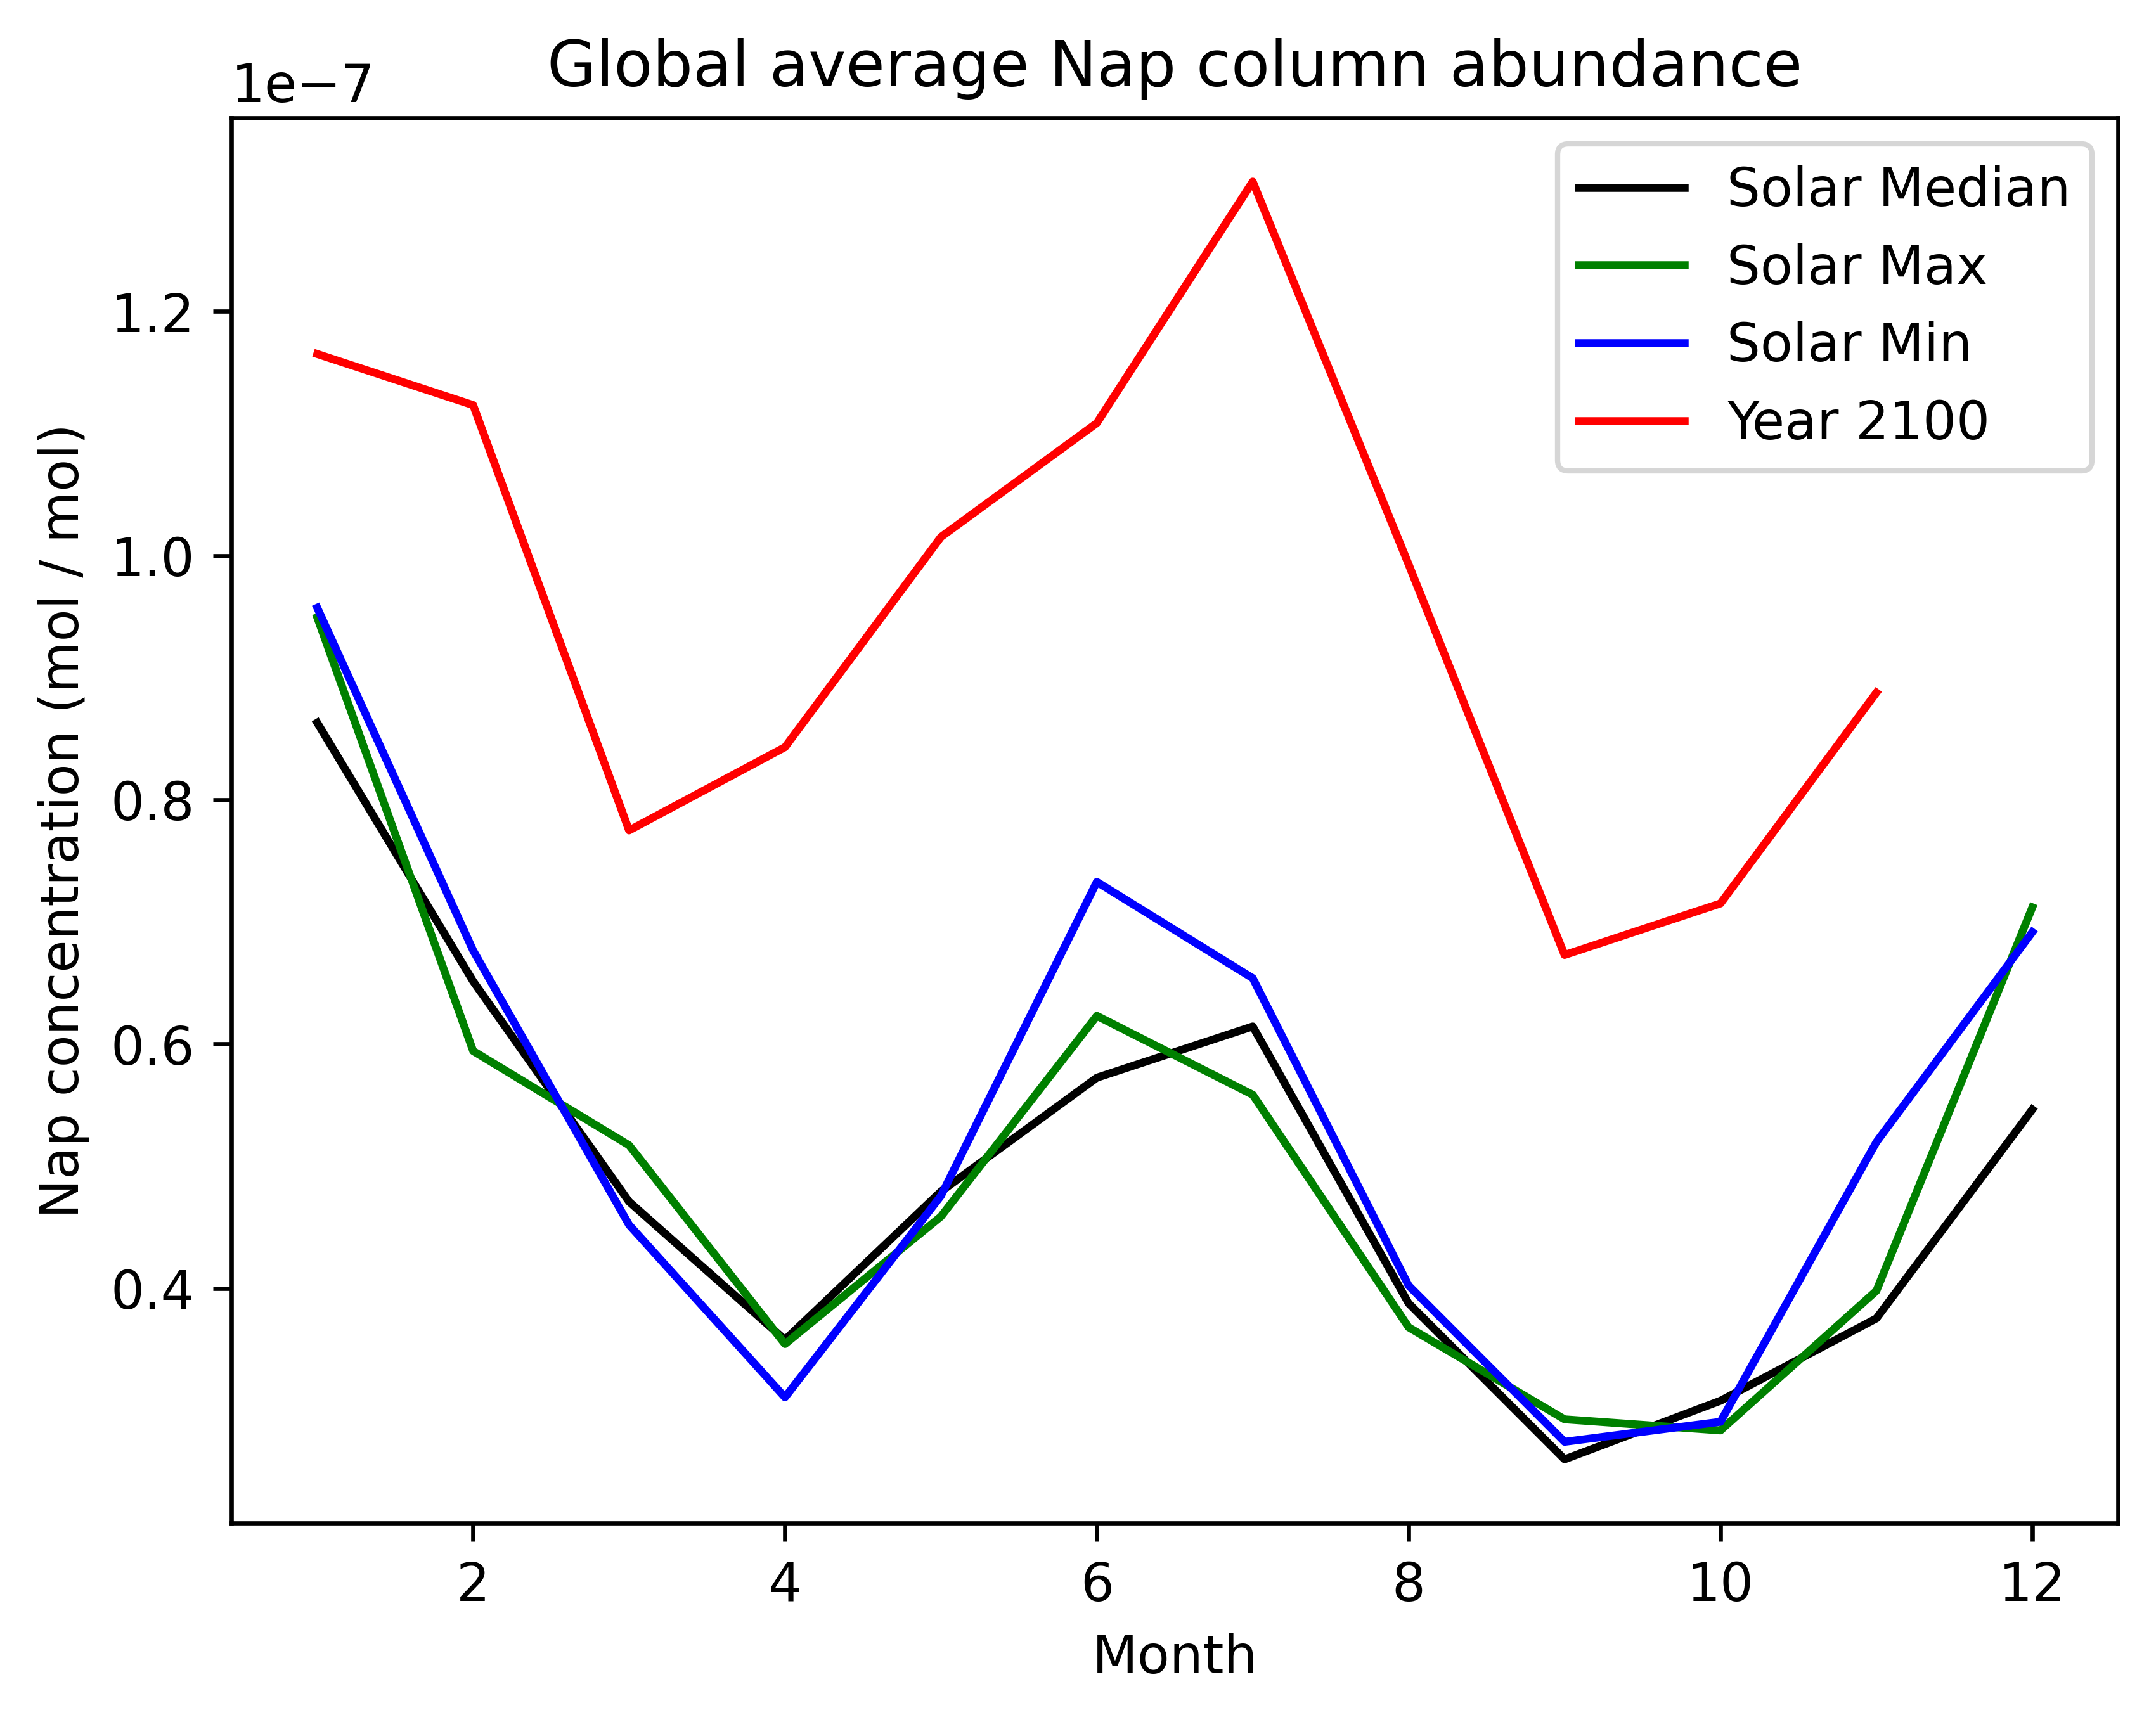 Global average Nap column abundance
1e−7
Solar Median
Solar Max
Solar Min
Year 2100
Nap concentration (mol / mol)
1.2
1.0
0.8
0.6
0.4
2 4 6 8 10 12
Month